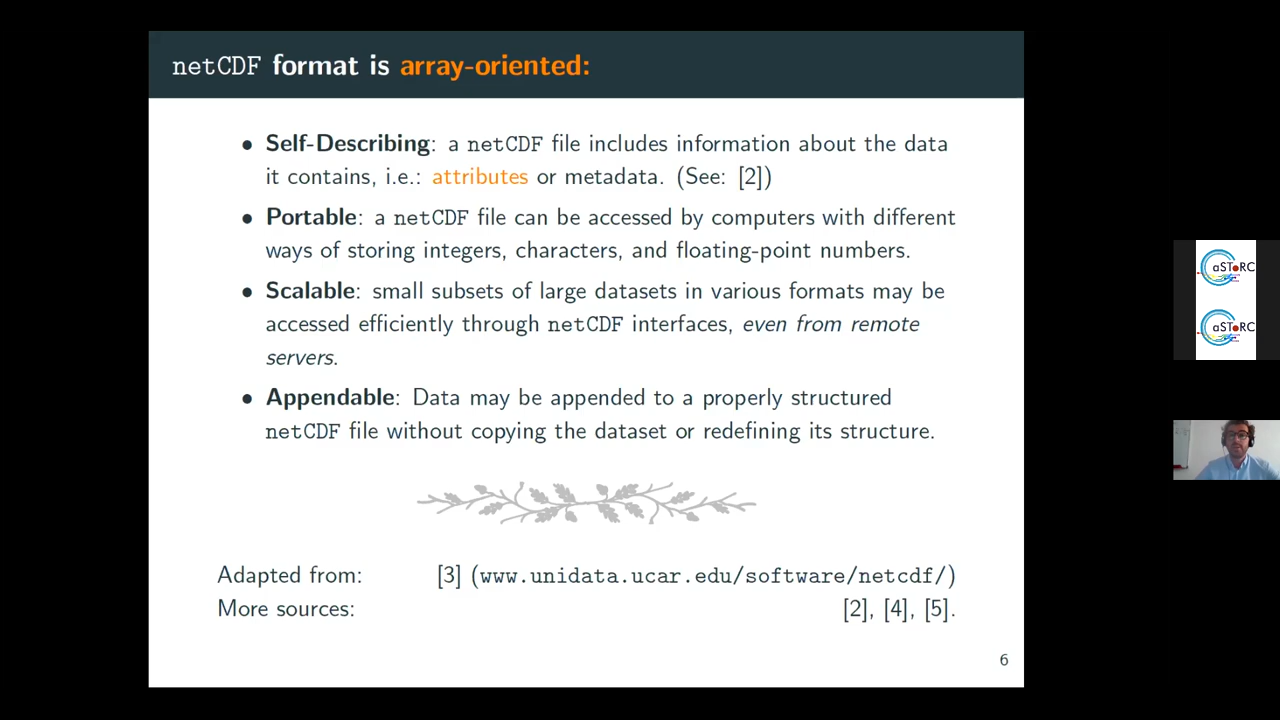 netCDF format is array-oriented:
• Self-Describing: a netCDF file includes information about the data
it contains, i.e.: attributes or metadata. (See: [2])
• Portable: a netCDF file can be accessed by computers with different
ways of storing integers, characters, and floating-point numbers.
• Scalable: small subsets of large datasets in various formats may be
accessed efficiently through netCDF interfaces, even from remote
servers.
• Appendable: Data may be appended to a properly structured
netCDF file without copying the dataset or redefining its structure.
Adapted from: [3] (www.unidata.ucar.edu/software/netcdf/)
More sources: [2], [4], [5].
6
aSToRC
aSToRC